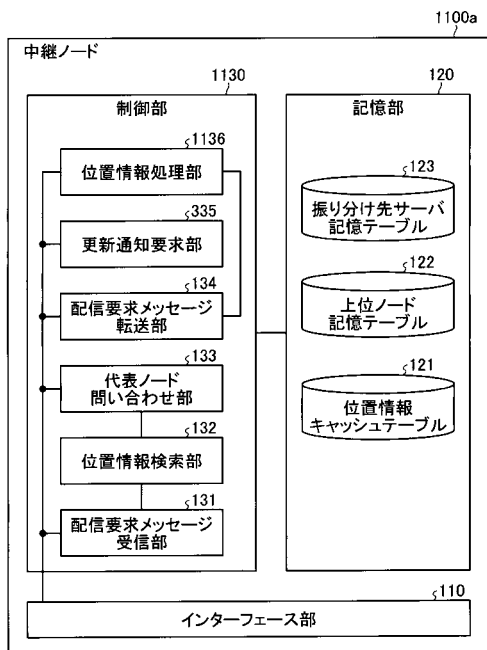 1100a
中継ノード
1130
制御部
1136
位置情報処理部
335
更新通知要求部
134
配信要求メッセージ
転送部
133
代表ノード
問い合わせ部
132
位置情報検索部
131
配信要求メッセージ
受信部
120
記憶部
123
振り分け先サーバ
記憶テーブル
122
上位ノード
記憶テーブル
121
位置情報
キャッシュテーブル
110
インターフェース部